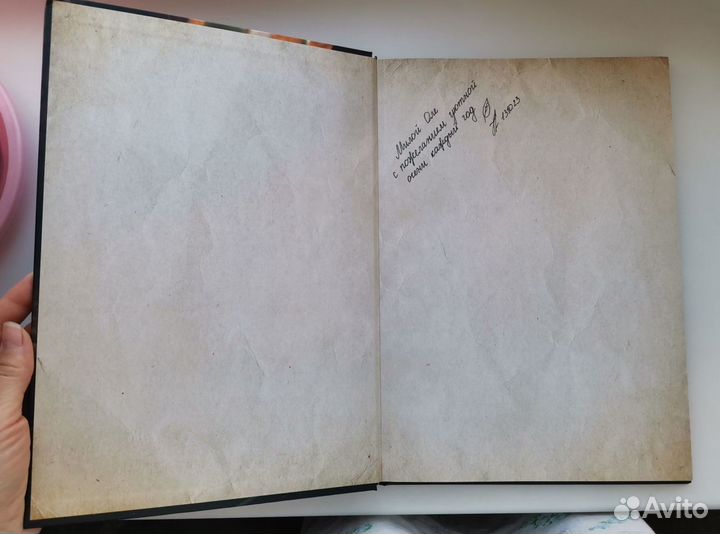 Милой Оле
с пожеланием уютной
осени каждый год
13.10.23
Avito